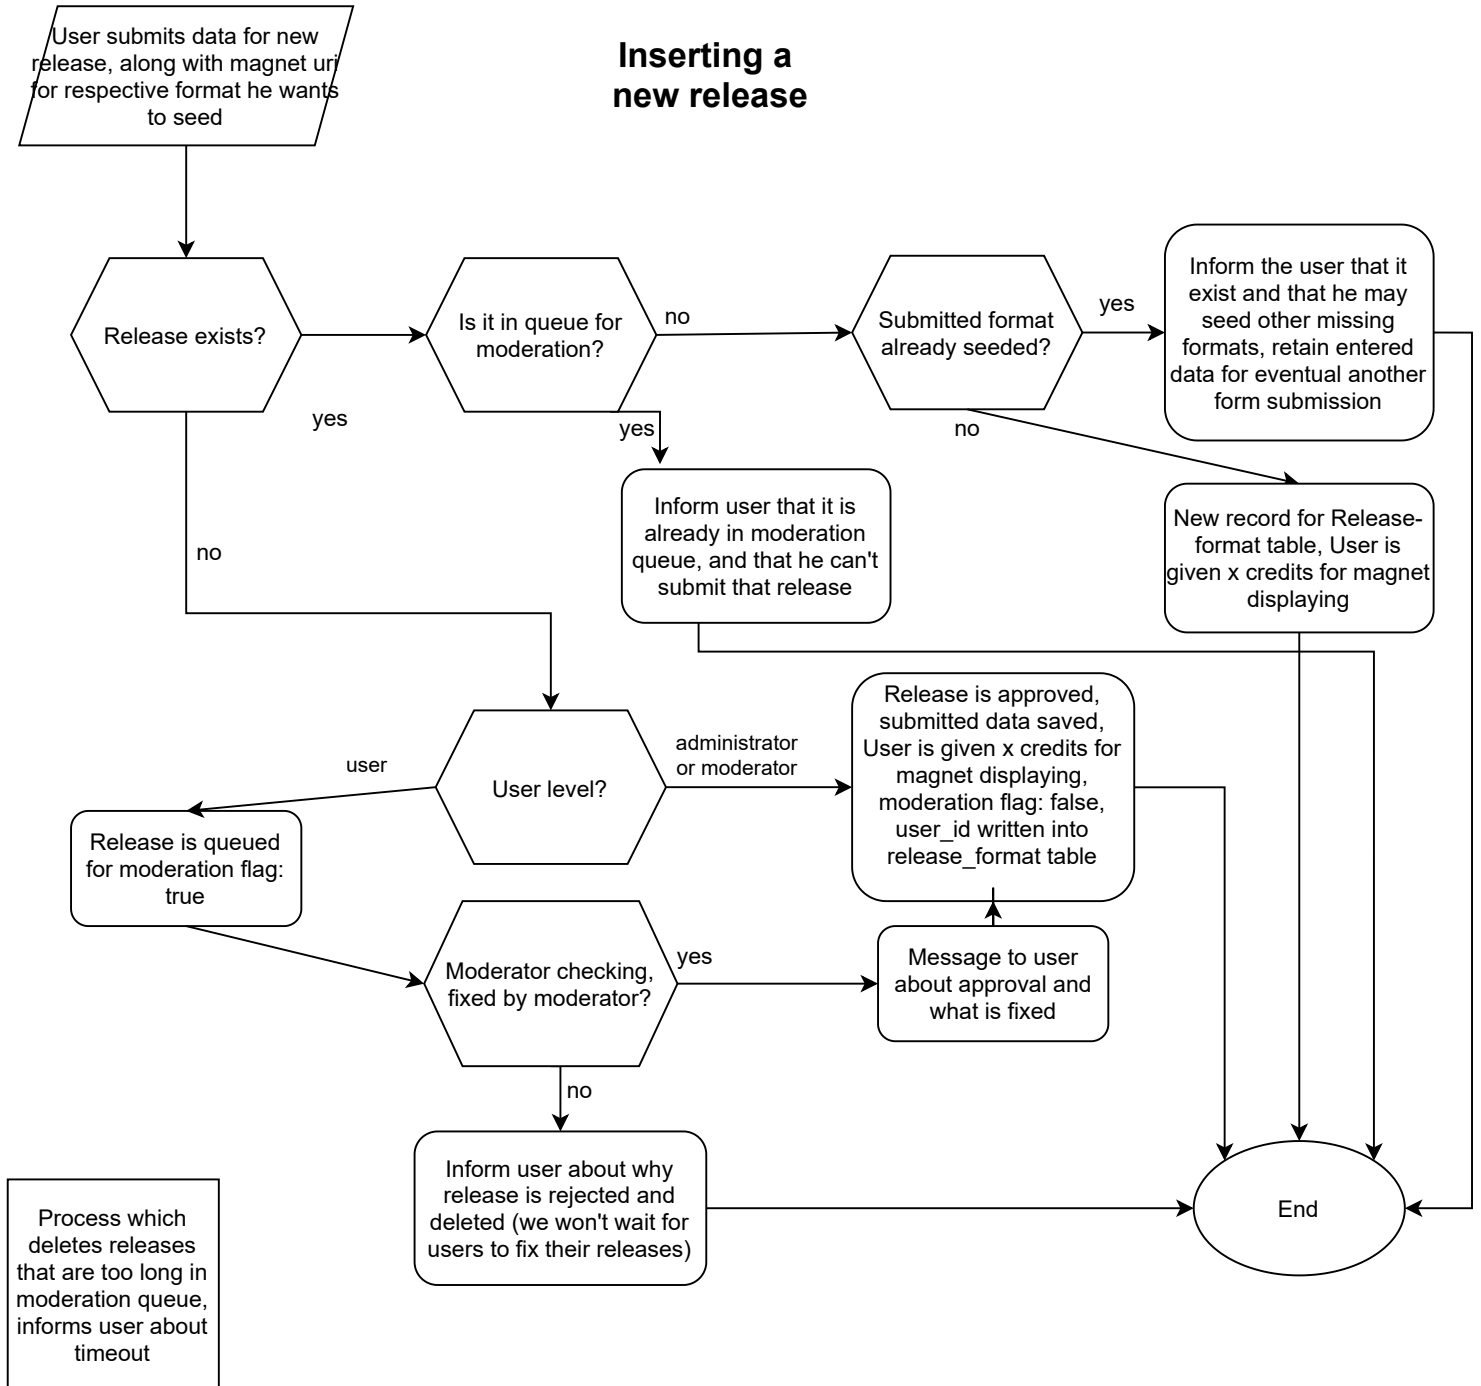 User submits data for new
release, along with magnet uri
for respective format he wants
to seed
Inserting a
new release
Release exists?
yes
no
Is it in queue for
moderation?
no
yes
Submitted format
already seeded?
yes
no
Inform the user that it
exist and that he may
seed other missing
formats, retain entered
data for eventual another
form submission
Inform user that it is
already in moderation
queue, and that he can't
submit that release
New record for Release-
format table, User is
given x credits for magnet
displaying
User level?
user
administrator
or moderator
Release is approved,
submitted data saved,
User is given x credits for
magnet displaying,
moderation flag: false,
user_id written into
release_format table
Release is queued
for moderation flag:
true
Moderator checking,
fixed by moderator?
yes
no
Message to user
about approval and
what is fixed
Inform user about why
release is rejected and
deleted (we won't wait for
users to fix their releases)
End
Process which
deletes releases
that are too long in
moderation queue,
informs user about
timeout